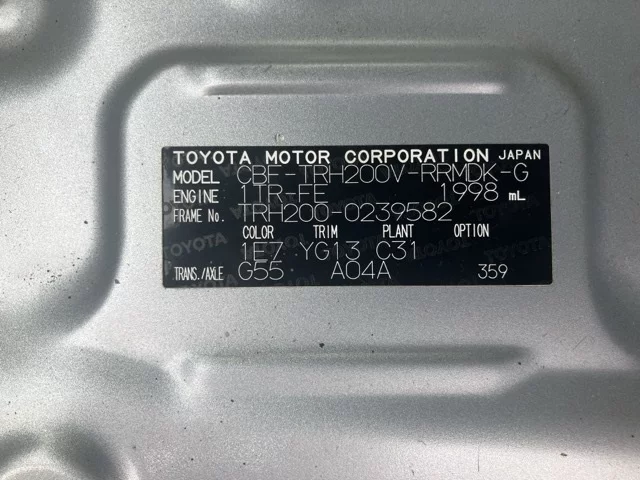 TOYOTA MOTOR CORPORATION JAPAN
MODEL CBF-TRH200V-RRMDK-G
ENGINE 1TR-FE 1998 mL
FRAME No. TRH200-0239582
COLOR TRIM PLANT OPTION
1E7 YG13 C31
TRANS./AXLE G55 A04A 359